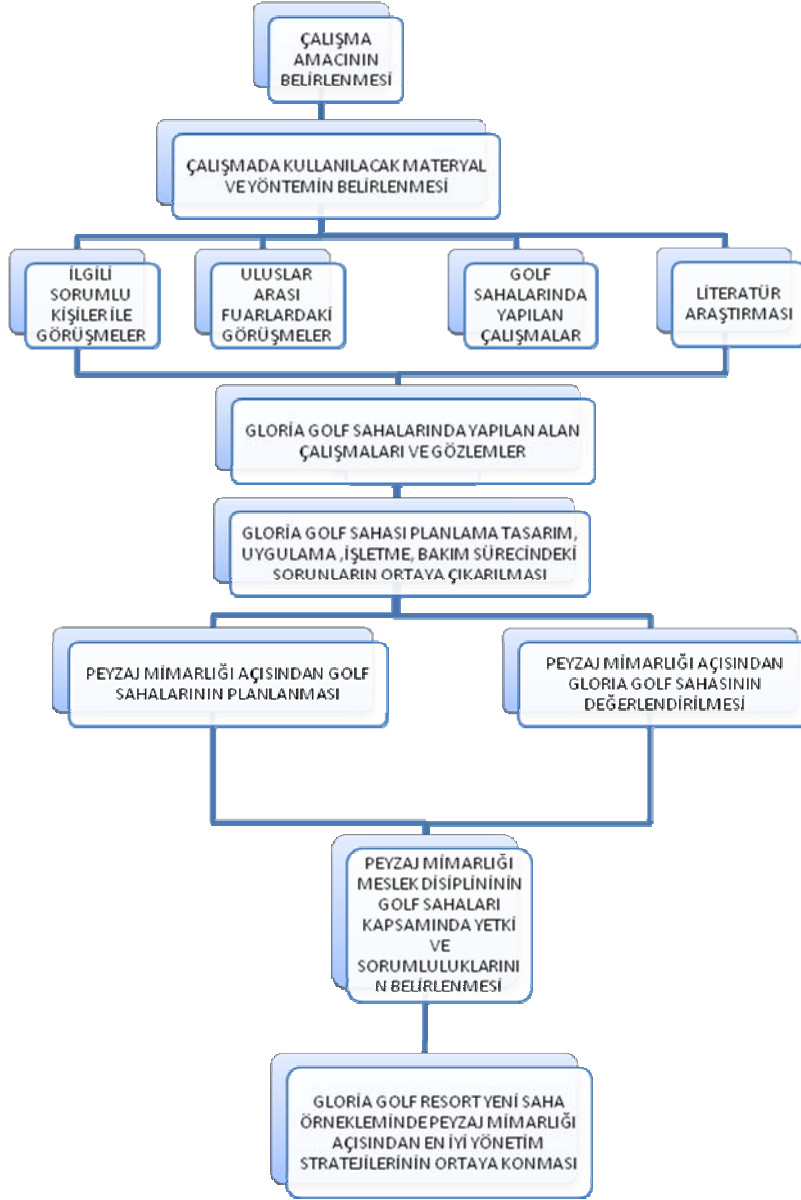 ÇALIŞMA
AMACININ
BELİRLENMESİ
ÇALIŞMADA KULLANILACAK MATERYAL
VE YÖNTEMİN BELİRLENMESİ
İLGİLİ
SORUMLU
KİŞİLER İLE
GÖRÜŞMELER
ULUSLAR
ARASI
FUARLARDAKİ
GÖRÜŞMELER
GOLF
SAHALARINDA
YAPILAN
ÇALIŞMALAR
LİTERATÜR
ARAŞTIRMASI
GLORİA GOLF SAHALARINDA YAPILAN ALAN
ÇALIŞMALARI VE GÖZLEMLER
GLORİA GOLF SAHASI PLANLAMA TASARIM,
UYGULAMA ,İŞLETME, BAKIM SÜRECİNDEKİ
SORUNLARIN ORTAYA ÇIKARILMASI
PEYZAJ MİMARLIĞI AÇISINDAN GOLF
SAHALARININ PLANLANMASI
PEYZAJ MİMARLIĞI AÇISINDAN
GLORIA GOLF SAHASININ
DEĞERLENDİRİLMESİ
PEYZAJ MİMARLIĞI
MESLEK DİSİPLİNİNİN
GOLF SAHALARI
KAPSAMINDA YETKİ
VE
SORUMLULUKLARINI
N BELİRLENMESİ
GLORİA GOLF RESORT YENİ SAHA
ÖRNEKLEMİNDE PEYZAJ MİMARLIĞI
AÇISINDAN EN İYİ YÖNETİM
STRATEJİLERİNİN ORTAYA KONMASI